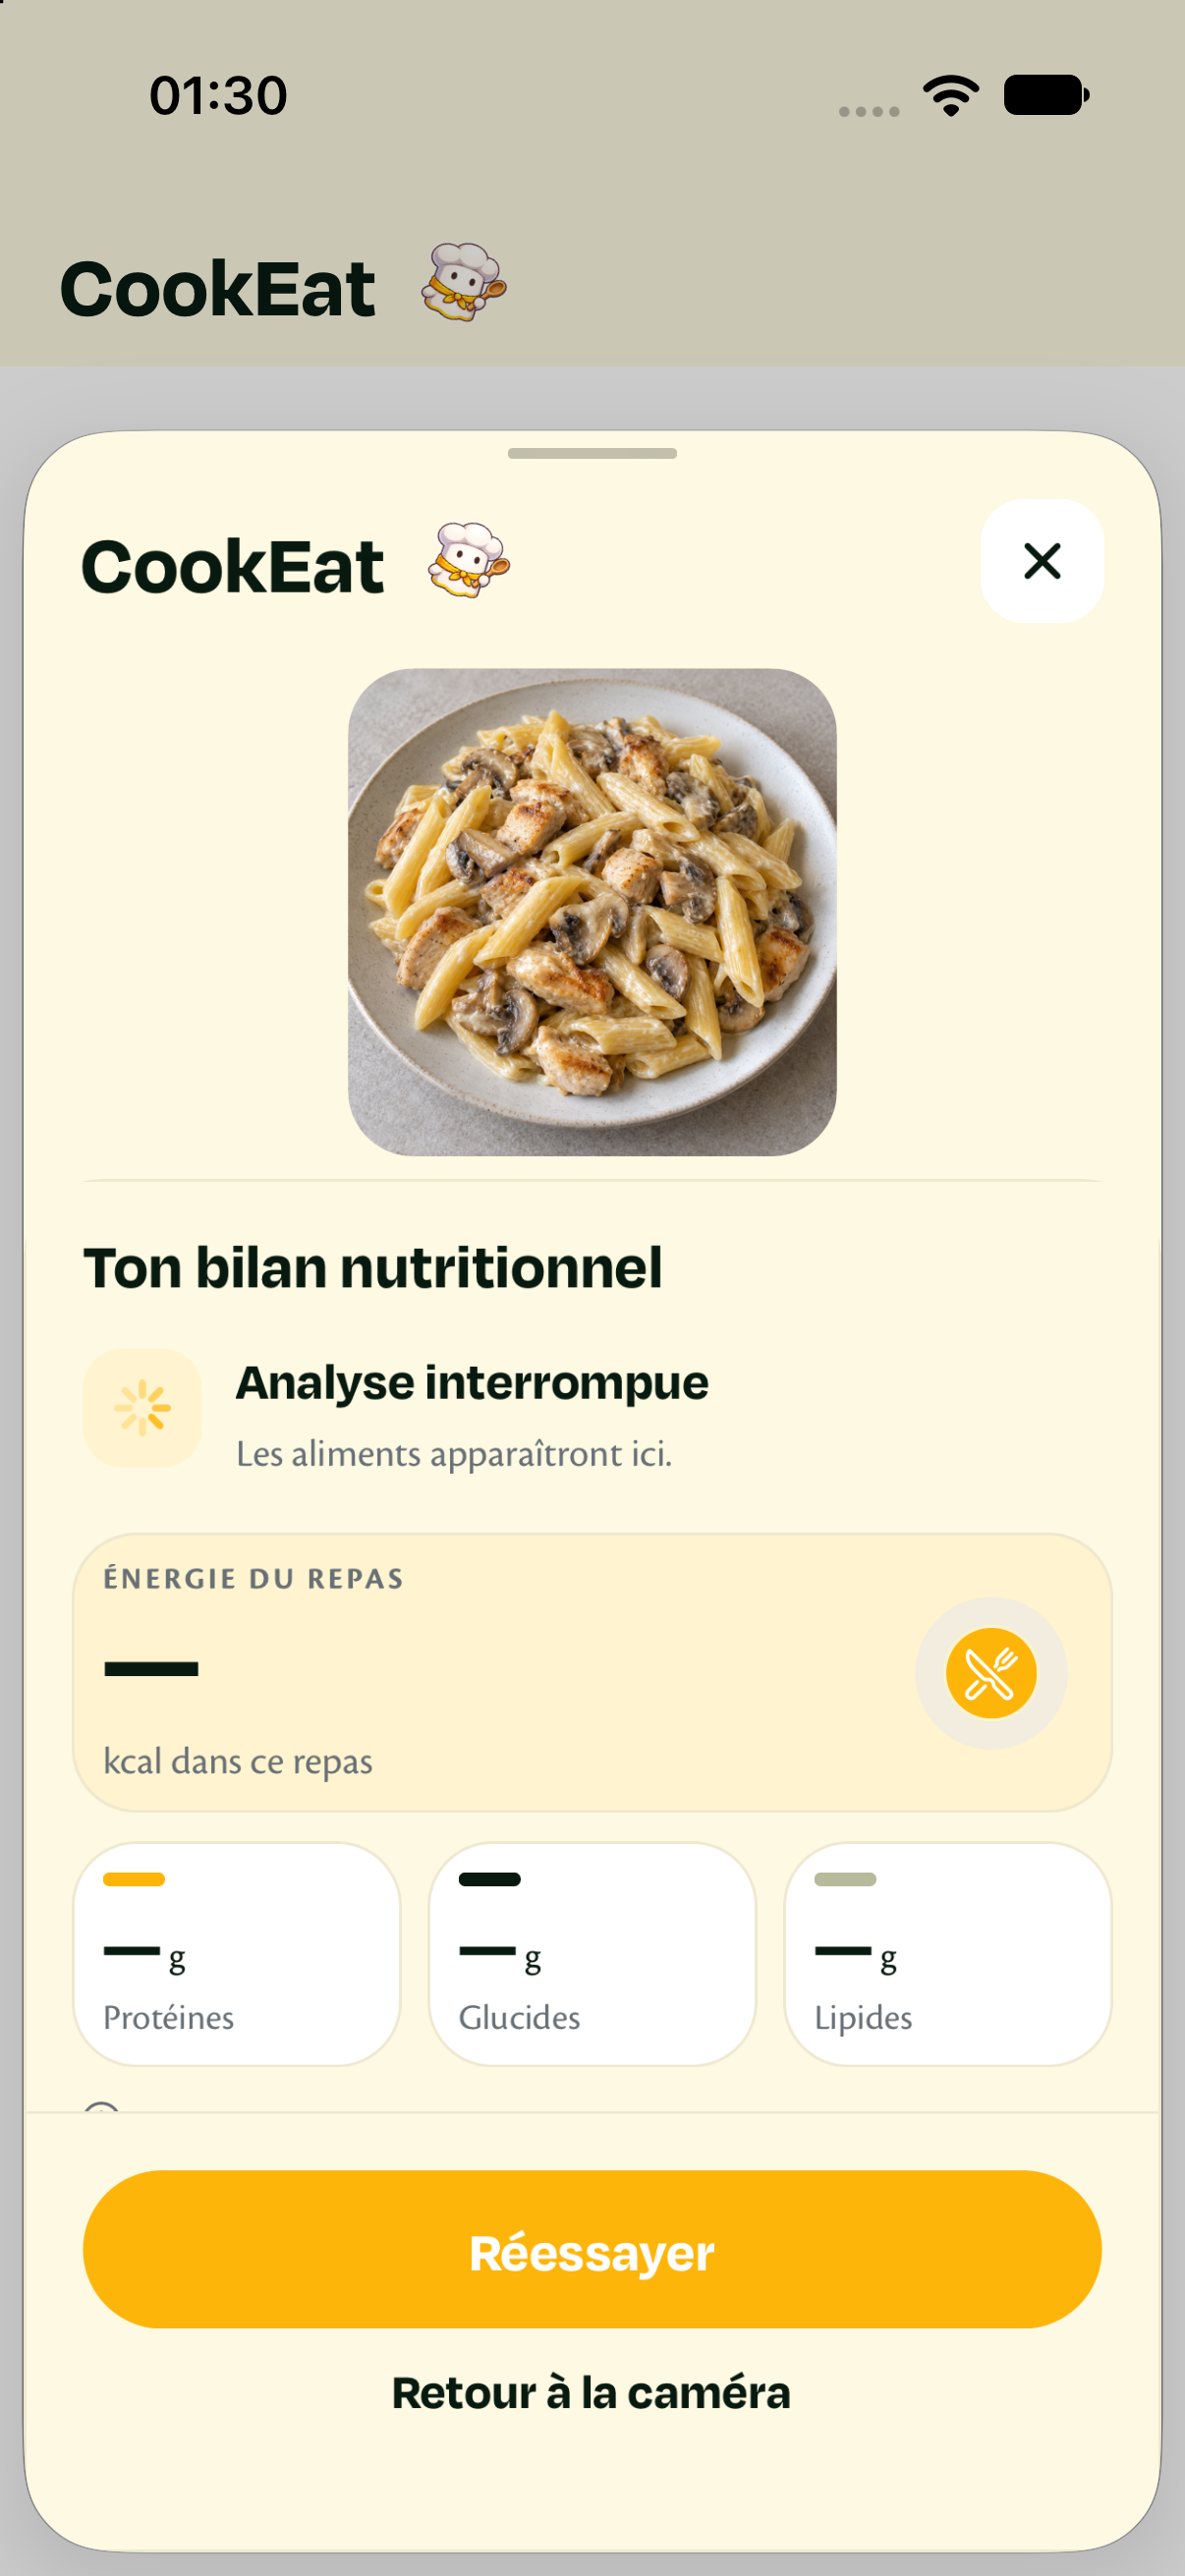 01:30
CookEat
CookEat
Ton bilan nutritionnel
Analyse interrompue
Les aliments apparaîtront ici.
ÉNERGIE DU REPAS
—
kcal dans ce repas
— g
— g
— g
Protéines
Glucides
Lipides
Réessayer
Retour à la caméra